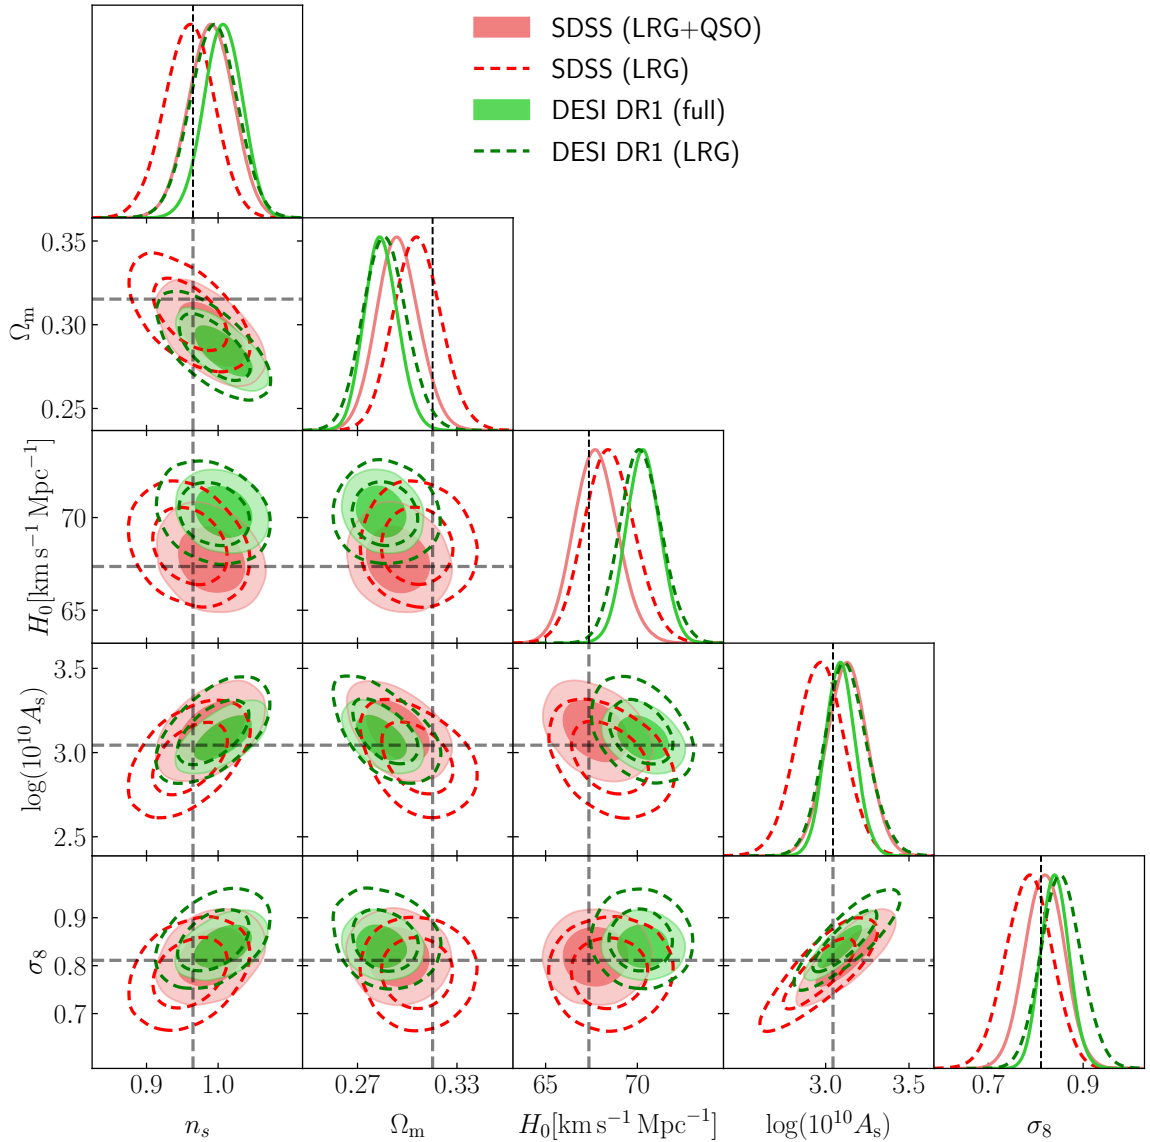 SDSS (LRG+QSO)
SDSS (LRG)
DESI DR1 (full)
DESI DR1 (LRG)
0.35
0.30
0.25
Ωₘ
70
65
H₀[km s⁻¹ Mpc⁻¹]
3.5
3.0
2.5
log(10¹⁰Aₛ)
0.9
0.8
0.7
σ₈
0.9 1.0 0.27 0.33 65 70 3.0 3.5 0.7 0.9
nₛ Ωₘ H₀[km s⁻¹ Mpc⁻¹] log(10¹⁰Aₛ) σ₈